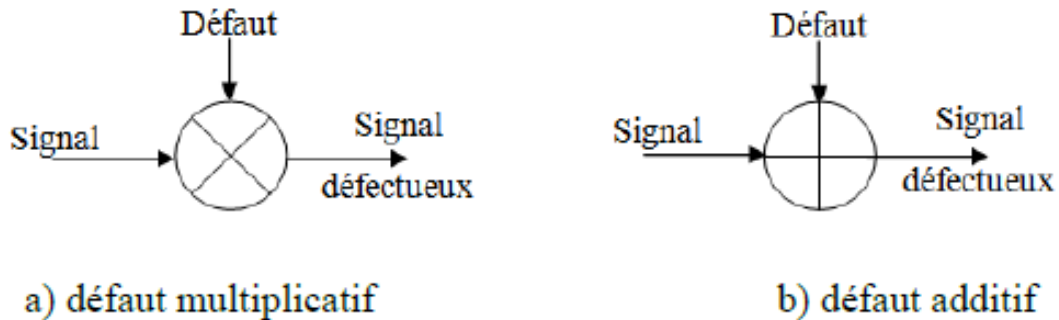 Défaut
Signal
Signal
défectueux
a) défaut multiplicatif
Défaut
Signal
Signal
défectueux
b) défaut additif